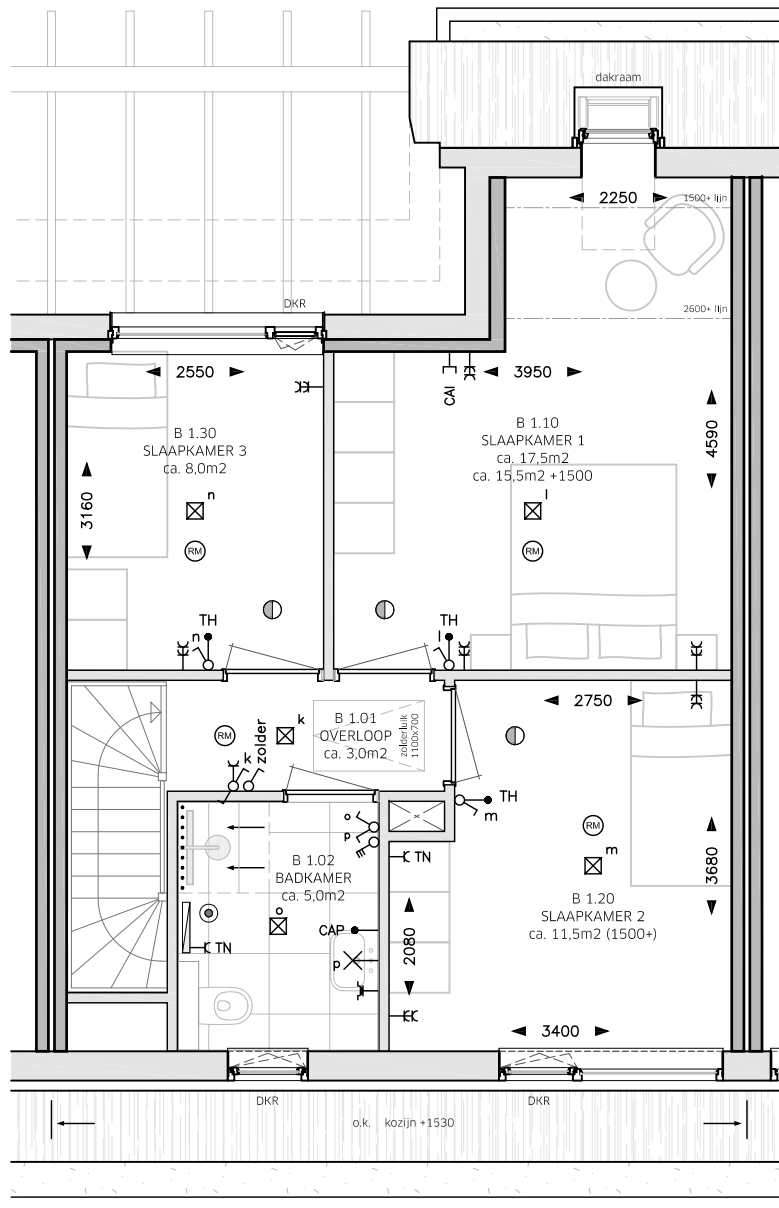 dakraam
2250
1500+ lijn
2600+ lijn
DKR
2550
3950
CAI
B 1.30
SLAAPKAMER 3
ca. 8,0m2
B 1.10
SLAAPKAMER 1
ca. 17,5m2
ca. 15,5m2 +1500
4590
3160
n
l
RM
RM
TH
n
TH
l
2750
B 1.01
OVERLOOP
ca. 3,0m2
zolderluik
1100x700
RM
k
k
zolder
TH
m
RM
m
3680
o
p
TN
B 1.02
BADKAMER
ca. 5,0m2
B 1.20
SLAAPKAMER 2
ca. 11,5m2 (1500+)
o
CAP
TN
p
2080
3400
DKR
DKR
o.k. kozijn +1530